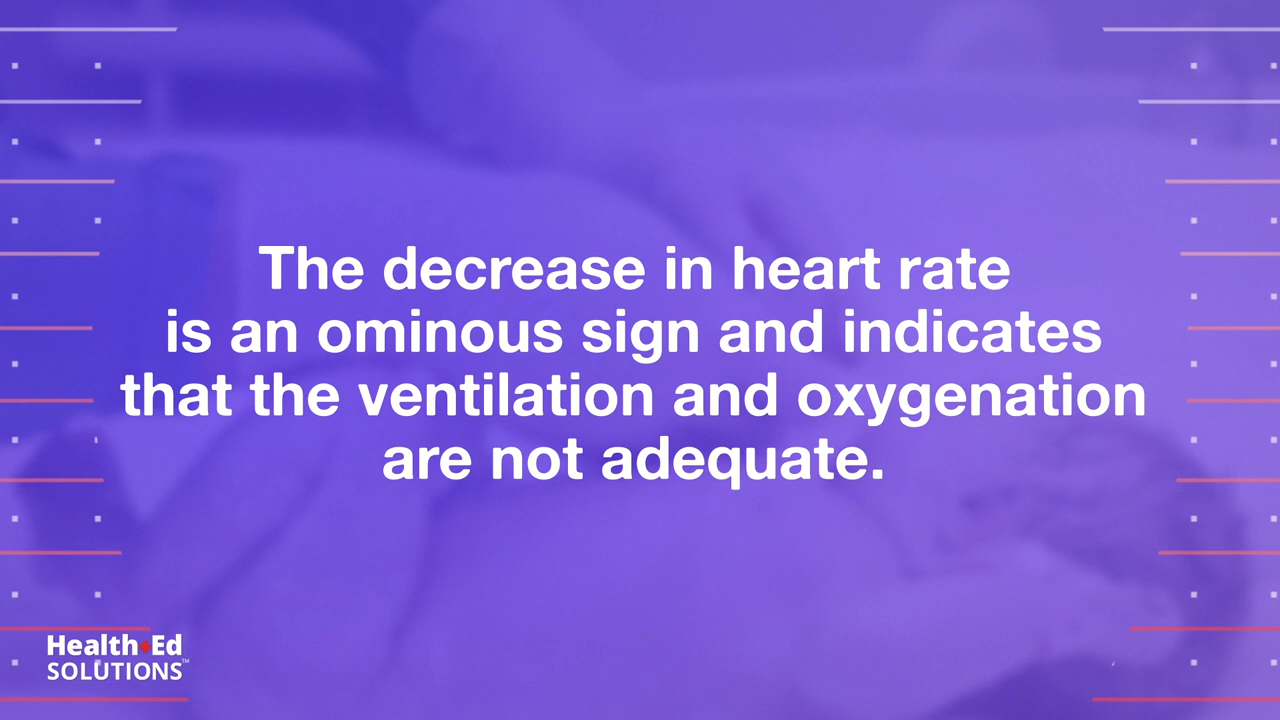 The decrease in heart rate
is an ominous sign and indicates
that the ventilation and oxygenation
are not adequate.
Health+Ed
SOLUTIONS™